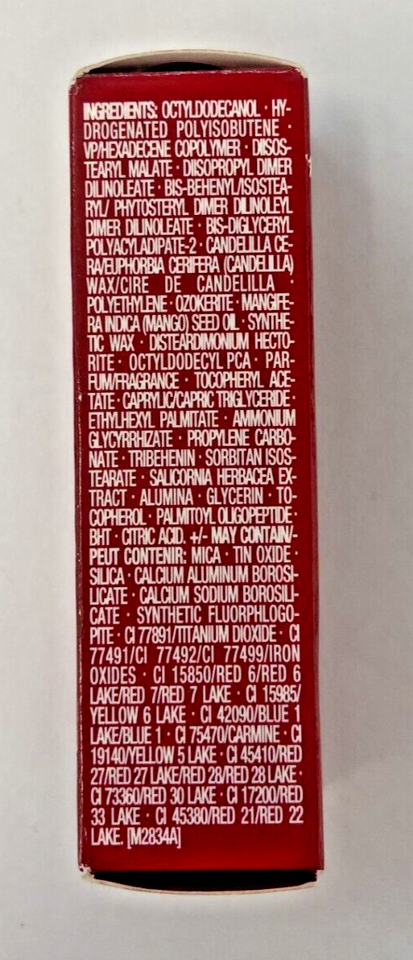 INGREDIENTS: OCTYLDODECANOL · HY-
DROGENATED POLYISOBUTENE ·
VP/HEXADECENE COPOLYMER · DIISOS-
TEARYL MALATE · DIISOPROPYL DIMER
DILINOLEATE · BIS-BEHENYL/ISOSTEA-
RYL/ PHYTOSTERYL DIMER DILINOLEYL
DIMER DILINOLEATE · BIS-DIGLYCERYL
POLYACYLADIPATE-2 · CANDELILLA CE-
RA/EUPHORBIA CERIFERA (CANDELILLA)
WAX/CIRE DE CANDELILLA ·
POLYETHYLENE · OZOKERITE · MANGIFE-
RA INDICA (MANGO) SEED OIL · SYNTHE-
TIC WAX · DISTEARDIMONIUM HECTO-
RITE · OCTYLDODECYL PCA · PAR-
FUM/FRAGRANCE · TOCOPHERYL ACE-
TATE · CAPRYLIC/CAPRIC TRIGLYCERIDE ·
ETHYLHEXYL PALMITATE · AMMONIUM
GLYCYRRHIZATE · PROPYLENE CARBO-
NATE · TRIBEHENIN · SORBITAN ISOS-
TEARATE · SALICORNIA HERBACEA EX-
TRACT · ALUMINA · GLYCERIN · TO-
COPHEROL · PALMITOYL OLIGOPEPTIDE ·
BHT · CITRIC ACID. +/- MAY CONTAIN/-
PEUT CONTENIR: MICA · TIN OXIDE ·
SILICA · CALCIUM ALUMINUM BOROSI-
LICATE · CALCIUM SODIUM BOROSILI-
CATE · SYNTHETIC FLUORPHLOGO-
PITE · CI 77891/TITANIUM DIOXIDE · CI
77491/CI 77492/CI 77499/IRON
OXIDES · CI 15850/RED 6/RED 6
LAKE/RED 7/RED 7 LAKE · CI 15985/
YELLOW 6 LAKE · CI 42090/BLUE 1
LAKE/BLUE 1 · CI 75470/CARMINE · CI
19140/YELLOW 5 LAKE · CI 45410/RED
27/RED 27 LAKE/RED 28/RED 28 LAKE ·
CI 73360/RED 30 LAKE · CI 17200/RED
33 LAKE · CI 45380/RED 21/RED 22
LAKE. [M2834A]